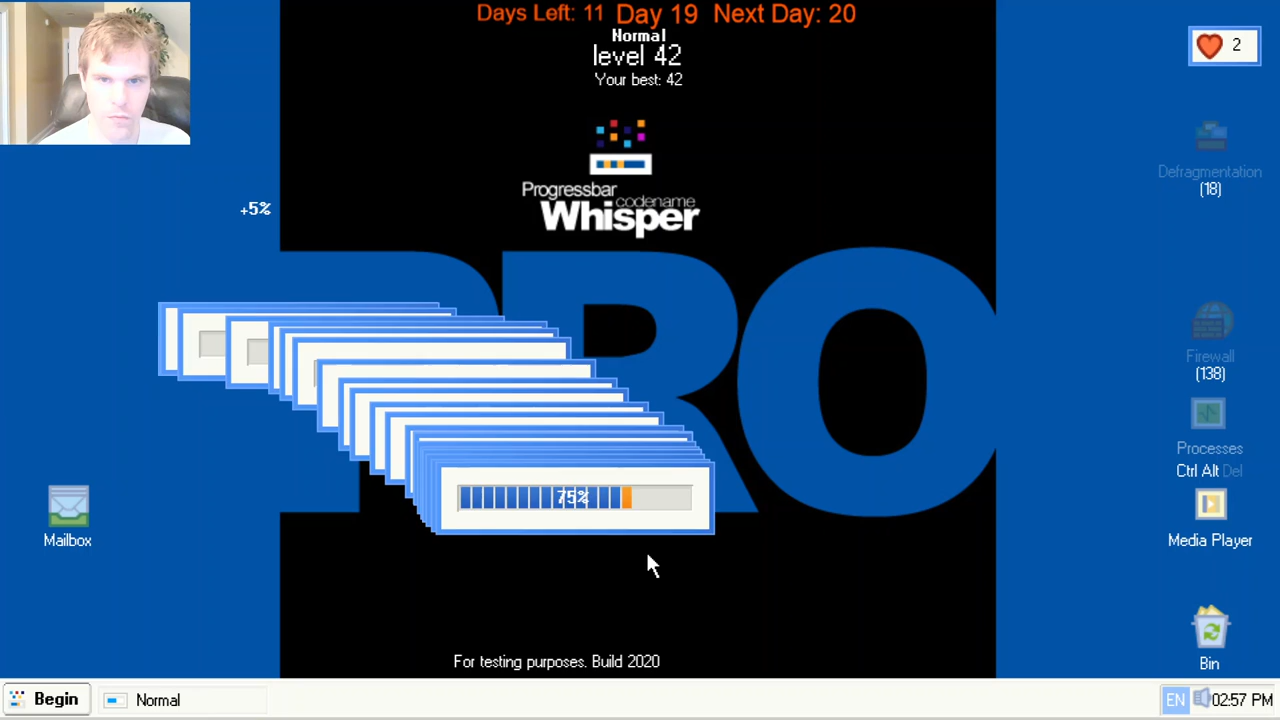 Days Left: 11 Day 19 Next Day: 20
Normal
level 42
Your best: 42
2
Progressbar
codename
Whisper
Defragmentation
(18)
+5%
PRO
Firewall
(138)
Processes
Ctrl Alt Del
75%
Mailbox
Media Player
For testing purposes. Build 2020
Bin
Begin
Normal
EN
02:57 PM